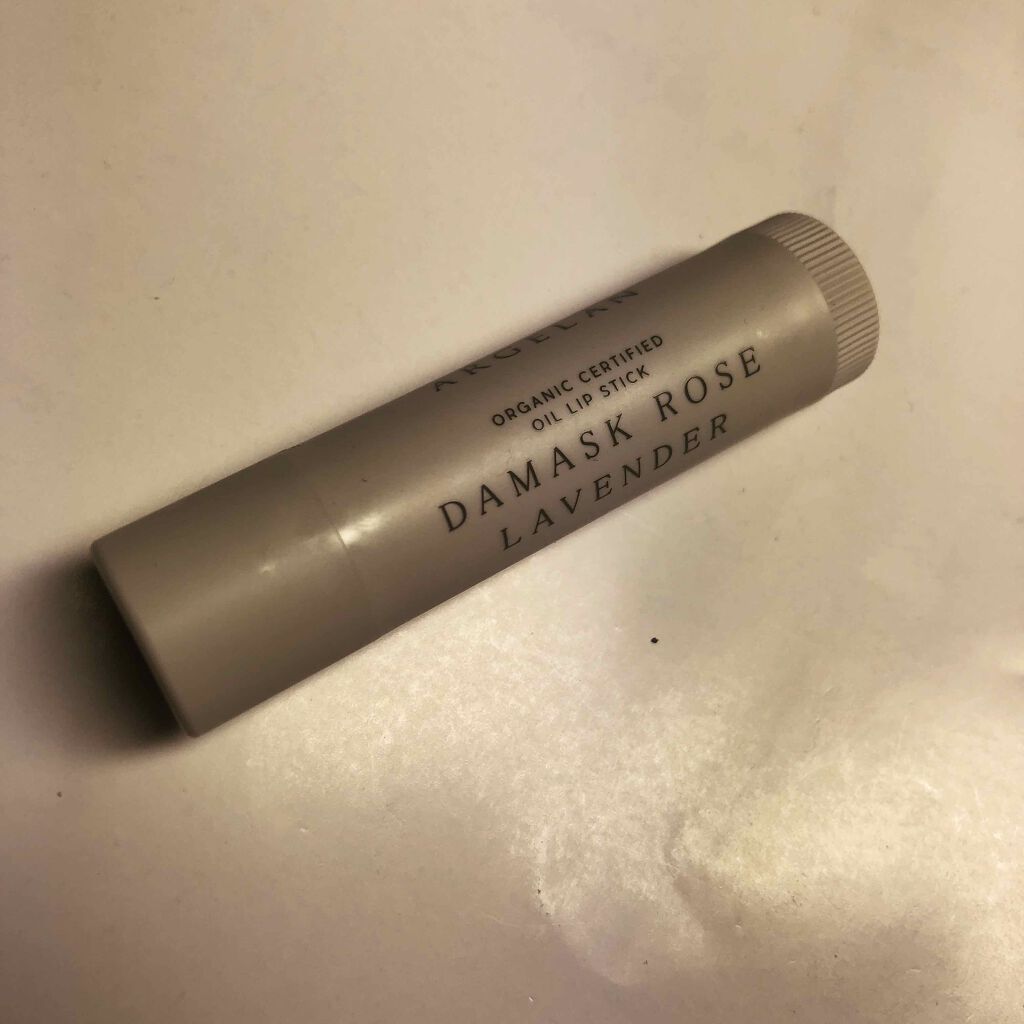 ARGELAN
ORGANIC CERTIFIED
OIL LIP STICK
DAMASK ROSE
LAVENDER